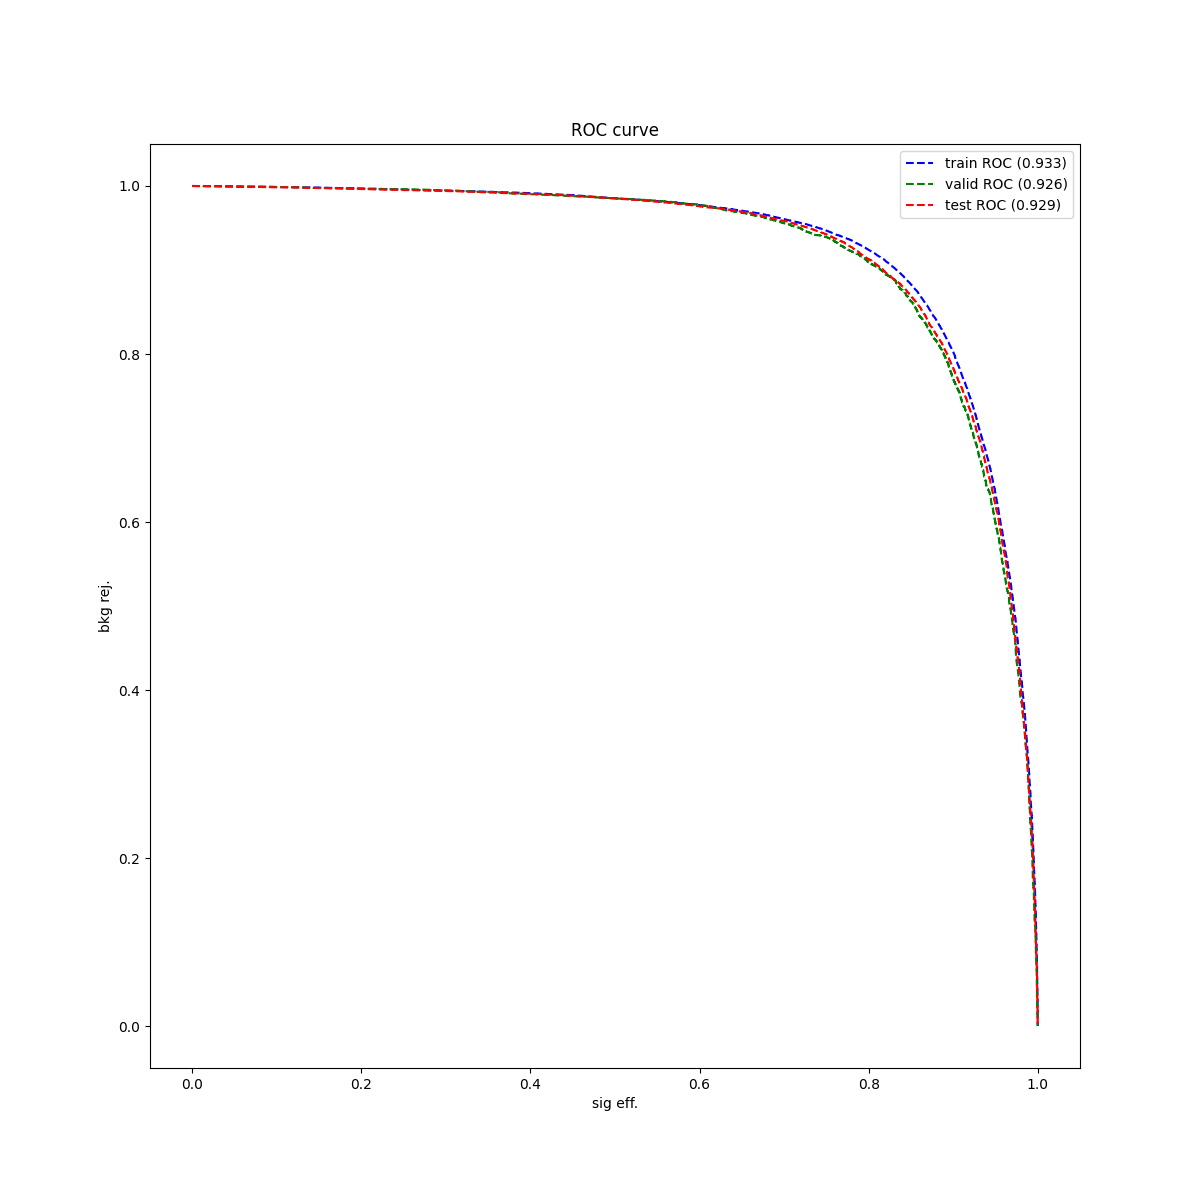 ROC curve
train ROC (0.933)
valid ROC (0.926)
test ROC (0.929)
1.0
0.8
0.6
0.4
0.2
0.0
bkg rej.
0.0 0.2 0.4 0.6 0.8 1.0
sig eff.